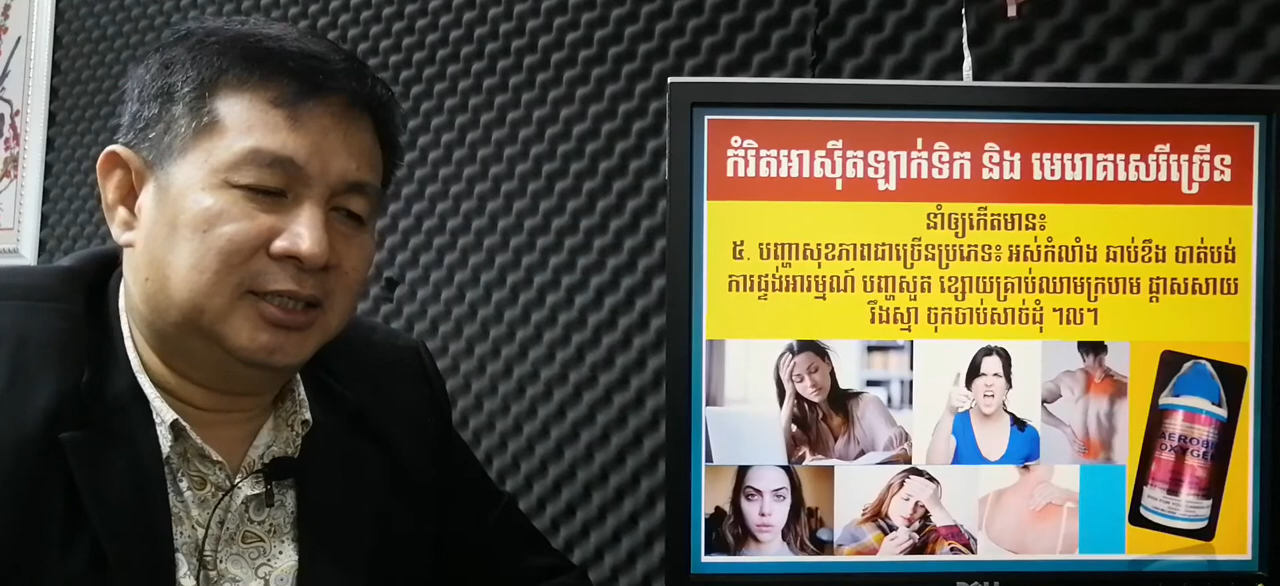 កំរិតអាស៊ីតឡាក់ទិក និង មេរោគសេរីច្រើន
នាំឲ្យកើតមាន៖
៥. បញ្ហាសុខភាពជាច្រើនប្រភេទ៖ អស់កំលាំង ឆាប់ខឹង បាត់បង់
ការផ្ទង់អារម្មណ៍ បញ្ហសួត ខ្សោយគ្រាប់ឈាមក្រហម ផ្តាសសាយ
រឹងស្មា ចុកចាប់សាច់ដុំ ។ល។
AEROBIC
OXYGEN
DELL